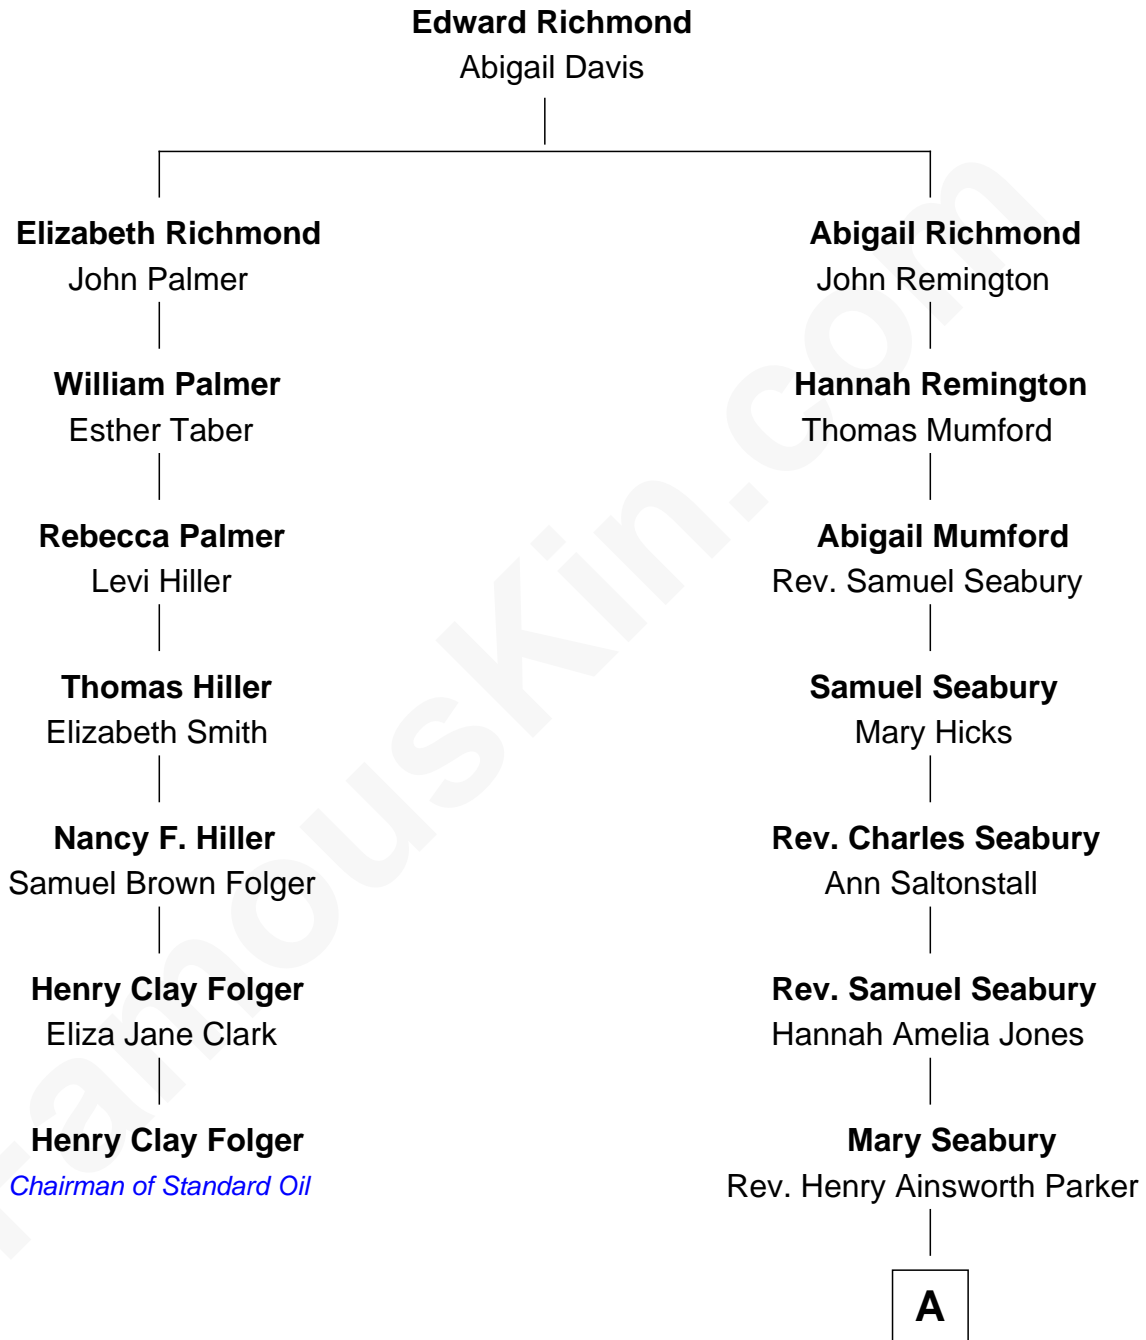 Edward Richmond
Abigail Davis
Elizabeth Richmond
John Palmer
Abigail Richmond
John Remington
William Palmer
Esther Taber
Hannah Remington
Thomas Mumford
Rebecca Palmer
Levi Hiller
Abigail Mumford
Rev. Samuel Seabury
Thomas Hiller
Elizabeth Smith
Samuel Seabury
Mary Hicks
Nancy F. Hiller
Samuel Brown Folger
Rev. Charles Seabury
Ann Saltonstall
Henry Clay Folger
Eliza Jane Clark
Rev. Samuel Seabury
Hannah Amelia Jones
Henry Clay Folger
Chairman of Standard Oil
Mary Seabury
Rev. Henry Ainsworth Parker
A
FamousKin.com